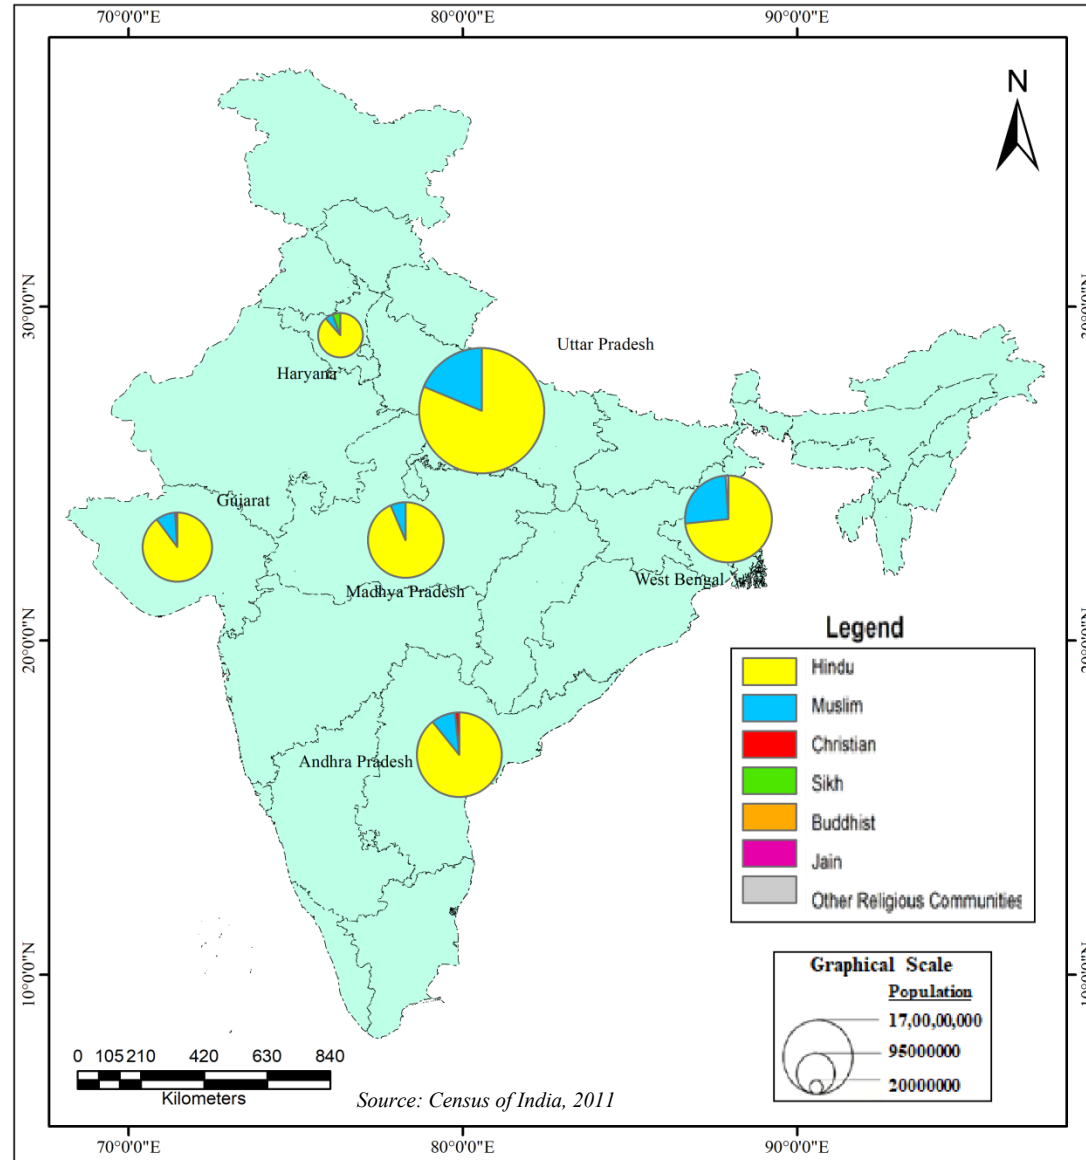 70°0'0"E 80°0'0"E 90°0'0"E
N
30°0'0"N
Uttar Pradesh
Haryana
Gujarat
Madhya Pradesh
West Bengal
20°0'0"N
Legend
Hindu
Muslim
Christian
Sikh
Buddhist
Jain
Other Religious Communities
Andhra Pradesh
10°0'0"N
Graphical Scale
Population
17,00,00,000
95000000
20000000
0 105 210 420 630 840
Kilometers
Source: Census of India, 2011
70°0'0"E 80°0'0"E 90°0'0"E